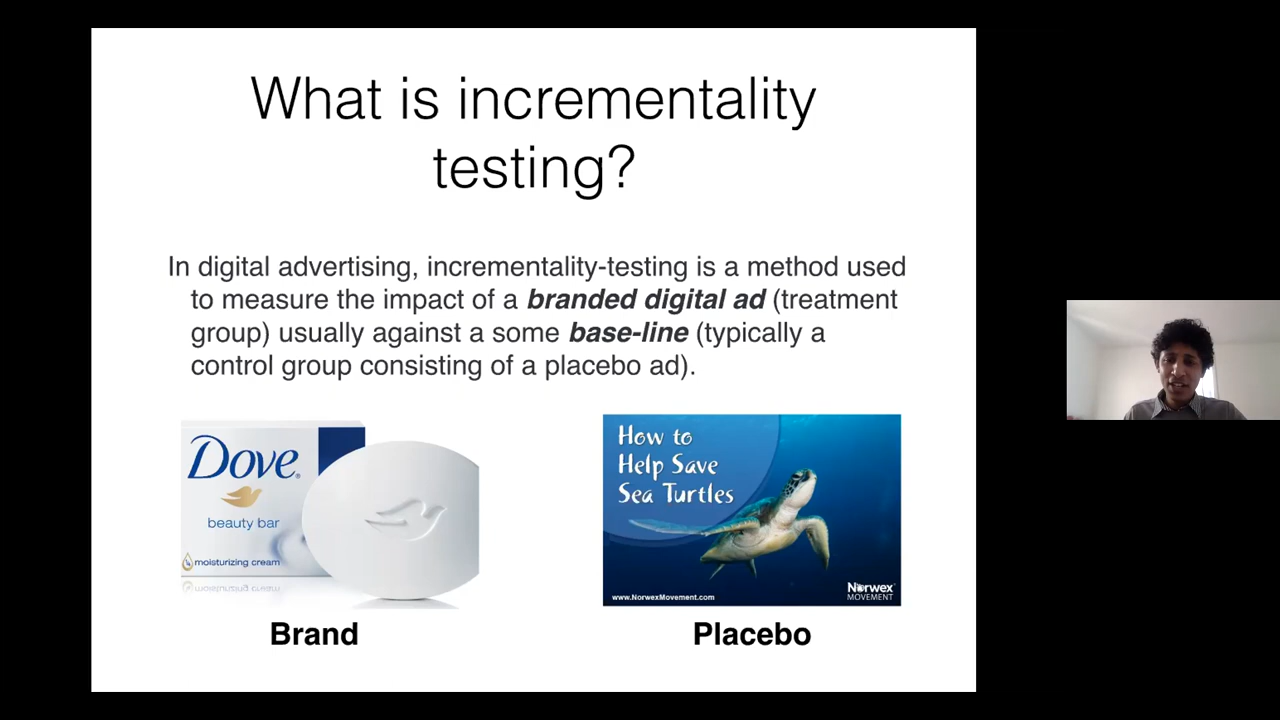 What is incrementality
testing?
In digital advertising, incrementality-testing is a method used
to measure the impact of a branded digital ad (treatment
group) usually against a some base-line (typically a
control group consisting of a placebo ad).
Dove
beauty bar
moisturizing cream
How to
Help Save
Sea Turtles
www.NorwexMovement.com
Norwex
MOVEMENT
Brand
Placebo